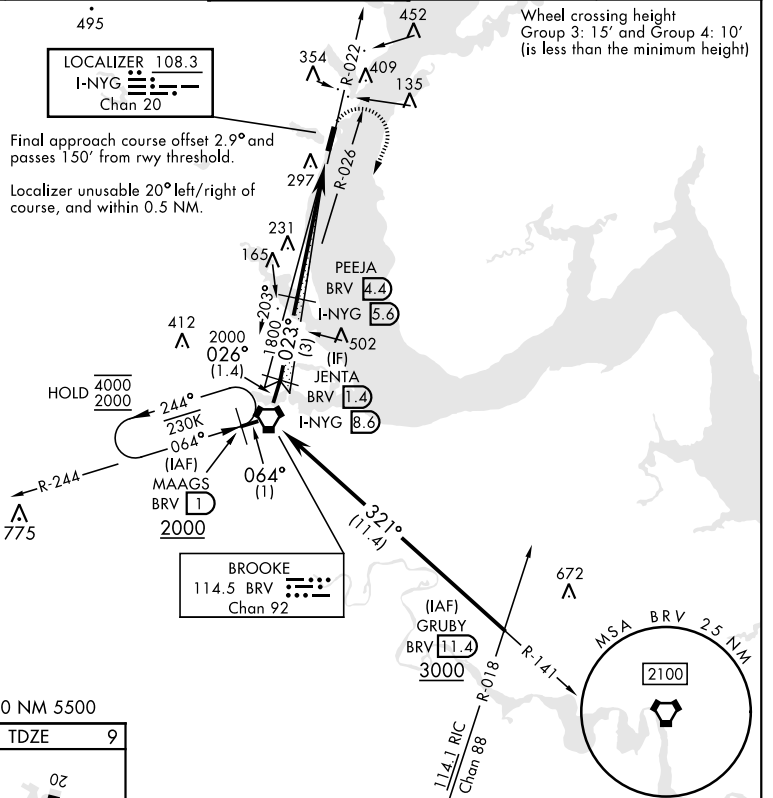 495
452
Wheel crossing height
Group 3: 15' and Group 4: 10'
(is less than the minimum height)
LOCALIZER 108.3
I-NYG
Chan 20
354
R-022
409
135
Final approach course offset 2.9° and
passes 150' from rwy threshold.
297
R-026
Localizer unusable 20° left/right of
course, and within 0.5 NM.
231
165
PEEJA
BRV 4.4
I-NYG 5.6
203°
1800
023°
(3)
412
2000
026°
(1.4)
502
(IF)
JENTA
BRV 1.4
I-NYG 8.6
HOLD 4000
2000
244°
230K
064°
(IAF)
MAAGS
BRV 1
2000
064°
(1)
R-244
775
321°
(11.4)
BROOKE
114.5 BRV
Chan 92
672
(IAF)
GRUBY
BRV 11.4
3000
R-018
R-141
114.1 RIC
Chan 88
MSA BRV 25 NM
2100
0 NM 5500
TDZE 9
20